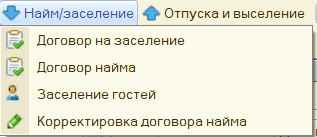 Найм/заселение Отпуска и выселение
Договор на заселение
Договор найма
Заселение гостей
Корректировка договора найма